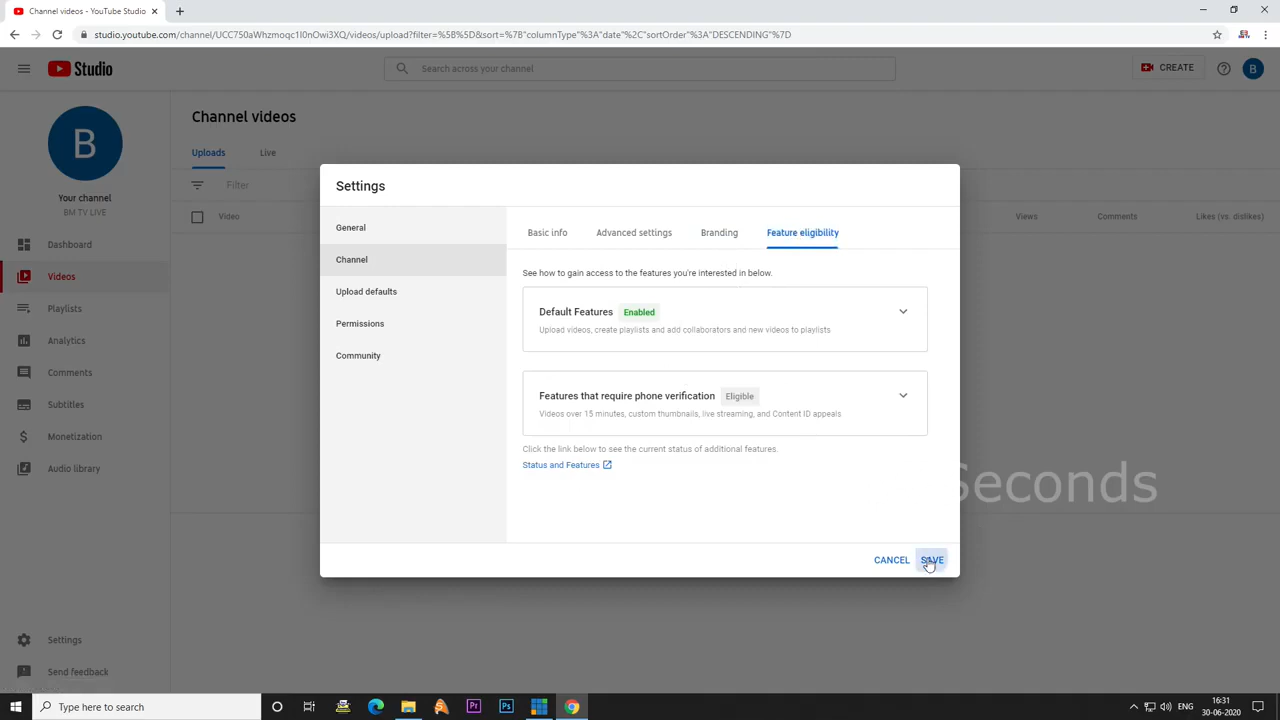 Channel videos - YouTube Studio
studio.youtube.com/channel/UCC750aWhzmoqc1I0nOwi3XQ/videos/upload?filter=%5B%5D&sort=%7B"columnType"%3A"date"%2C"sortOrder"%3A"DESCENDING"%7D
Studio
Search across your channel
CREATE
B
B
Your channel
BM TV LIVE
Dashboard
Videos
Playlists
Analytics
Comments
Subtitles
Monetization
Audio library
Settings
Send feedback
Channel videos
Uploads
Live
Filter
Video
Views
Comments
Likes (vs. dislikes)
Settings
General
Channel
Upload defaults
Permissions
Community
Basic info
Advanced settings
Branding
Feature eligibility
See how to gain access to the features you're interested in below.
Default Features Enabled
Upload videos, create playlists and add collaborators and new videos to playlists
Features that require phone verification Eligible
Videos over 15 minutes, custom thumbnails, live streaming, and Content ID appeals
Click the link below to see the current status of additional features.
Status and Features
Seconds
CANCEL
SAVE
Type here to search
Pr
Ps
ENG
16:31
30-06-2020